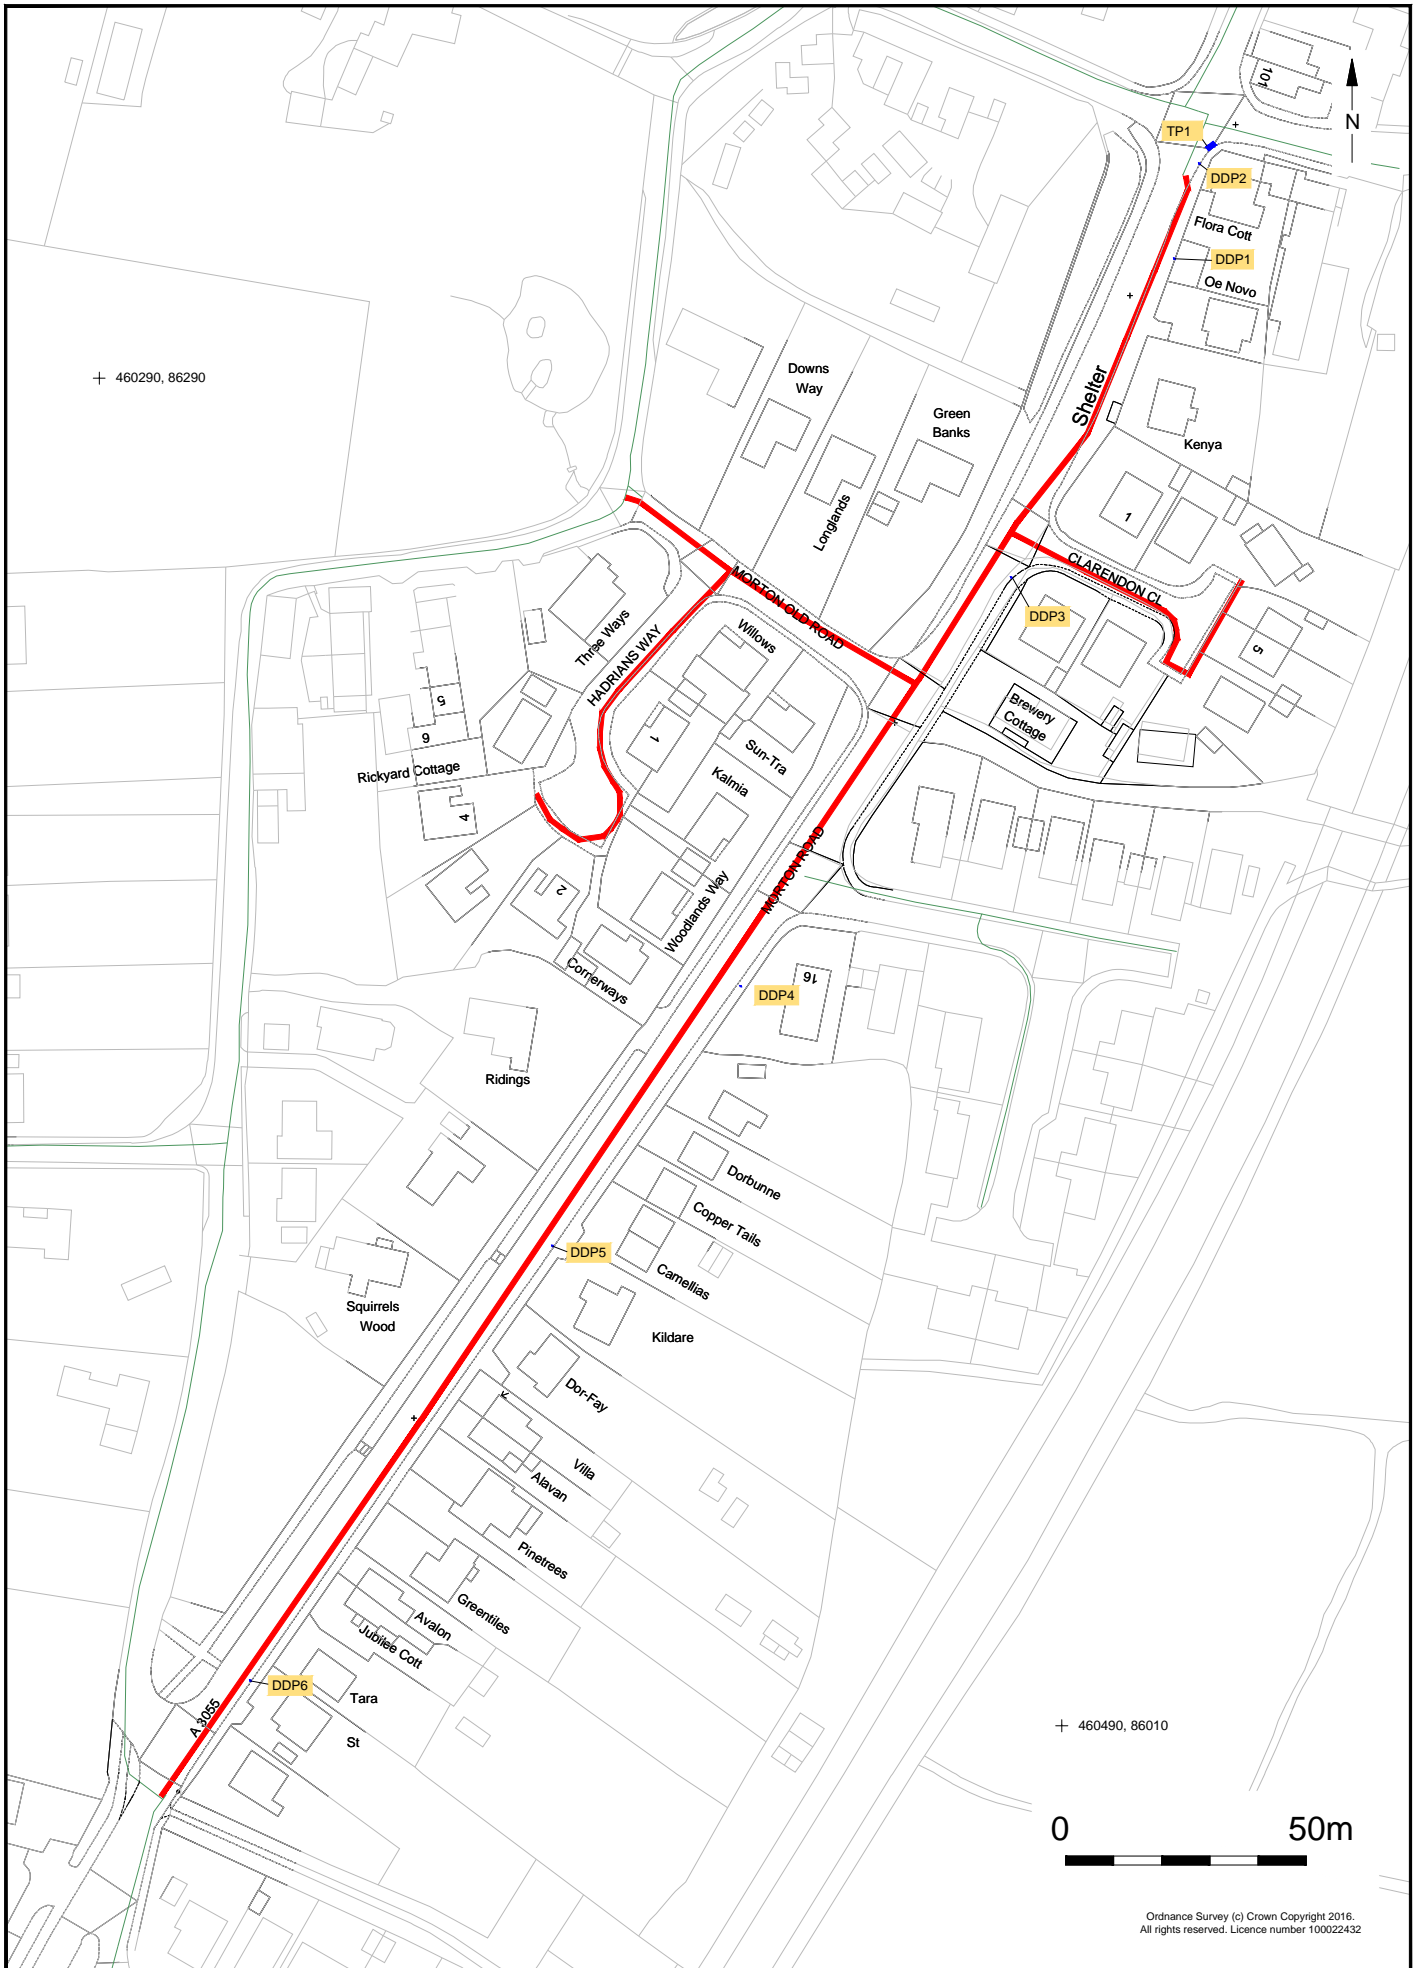 101
N
TP1
DDP2
Flora Cott
DDP1
Oe Novo
460290, 86290
Shelter
Downs
Way
Green
Banks
Kenya
Longlands
1
CLARENDON CL
MORTON OLD ROAD
DDP3
Willows
Three Ways
HADRIANS WAY
5
5
6
1
Brewery
Cottage
Sun-Tra
Rickyard Cottage
Kalmia
4
MORTON ROAD
2
Woodlands Way
Cornerways
16
DDP4
Ridings
Dorbunne
Copper Tails
DDP5
Camellias
Squirrels
Wood
Kildare
Dor-Fay
Villa
Alavan
Pinetrees
Greentiles
Avalon
Jubilee Cott
DDP6
Tara
A 3055
St
460490, 86010
0
50m
Ordnance Survey (c) Crown Copyright 2016.
All rights reserved. Licence number 100022432